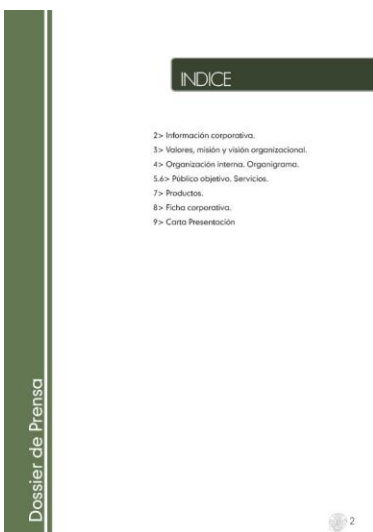 INDICE
2> Información corporativa.
3> Valores, misión y visión organizacional.
4> Organización interna. Organigrama.
5.6> Público objetivo. Servicios.
7> Productos.
8> Ficha corporativa.
9> Carta Presentación
Dossier de Prensa
2